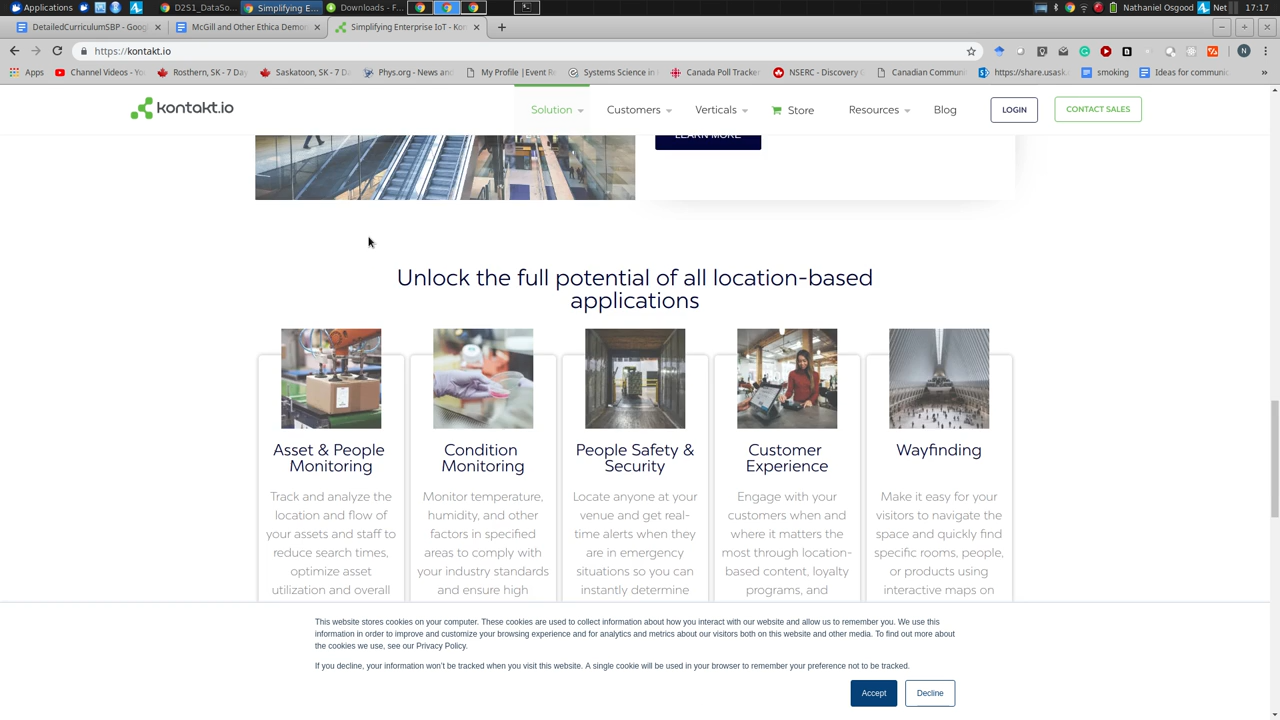 Applications
D2S1_DataSo...
Simplifying E...
Downloads - F...
Net
Nathaniel Osgood
17:17
DetailedCurriculumSBP - Goog
McGill and Other Ethica Demon
Simplifying Enterprise IoT - Kon
https://kontakt.io
N
Apps
Channel Videos - Yo
Rosthern, SK - 7 Day
Saskatoon, SK - 7 D
Phys.org - News and
My Profile | Event R
Systems Science in
Canada Poll Tracker
NSERC - Discovery G
Canadian Commun
https://share.usask.
smoking
Ideas for communic
kontakt.io
Solution
Customers
Verticals
Store
Resources
Blog
LOGIN
CONTACT SALES
LEARN MORE
Unlock the full potential of all location-based
applications
Asset & People
Monitoring
Track and analyze the
location and flow of
your assets and staff to
reduce search times,
optimize asset
utilization and overall
Condition
Monitoring
Monitor temperature,
humidity, and other
factors in specified
areas to comply with
your industry standards
and ensure high
People Safety &
Security
Locate anyone at your
venue and get real-
time alerts when they
are in emergency
situations so you can
instantly determine
Customer
Experience
Engage with your
customers when and
where it matters the
most through location-
based content, loyalty
programs, and
Wayfinding
Make it easy for your
visitors to navigate the
space and quickly find
specific rooms, people,
or products using
interactive maps on
This website stores cookies on your computer. These cookies are used to collect information about how you interact with our website and allow us to remember you. We use this
information in order to improve and customize your browsing experience and for analytics and metrics about our visitors both on this website and other media. To find out more about
the cookies we use, see our Privacy Policy.
If you decline, your information won't be tracked when you visit this website. A single cookie will be used in your browser to remember your preference not to be tracked.
Accept
Decline